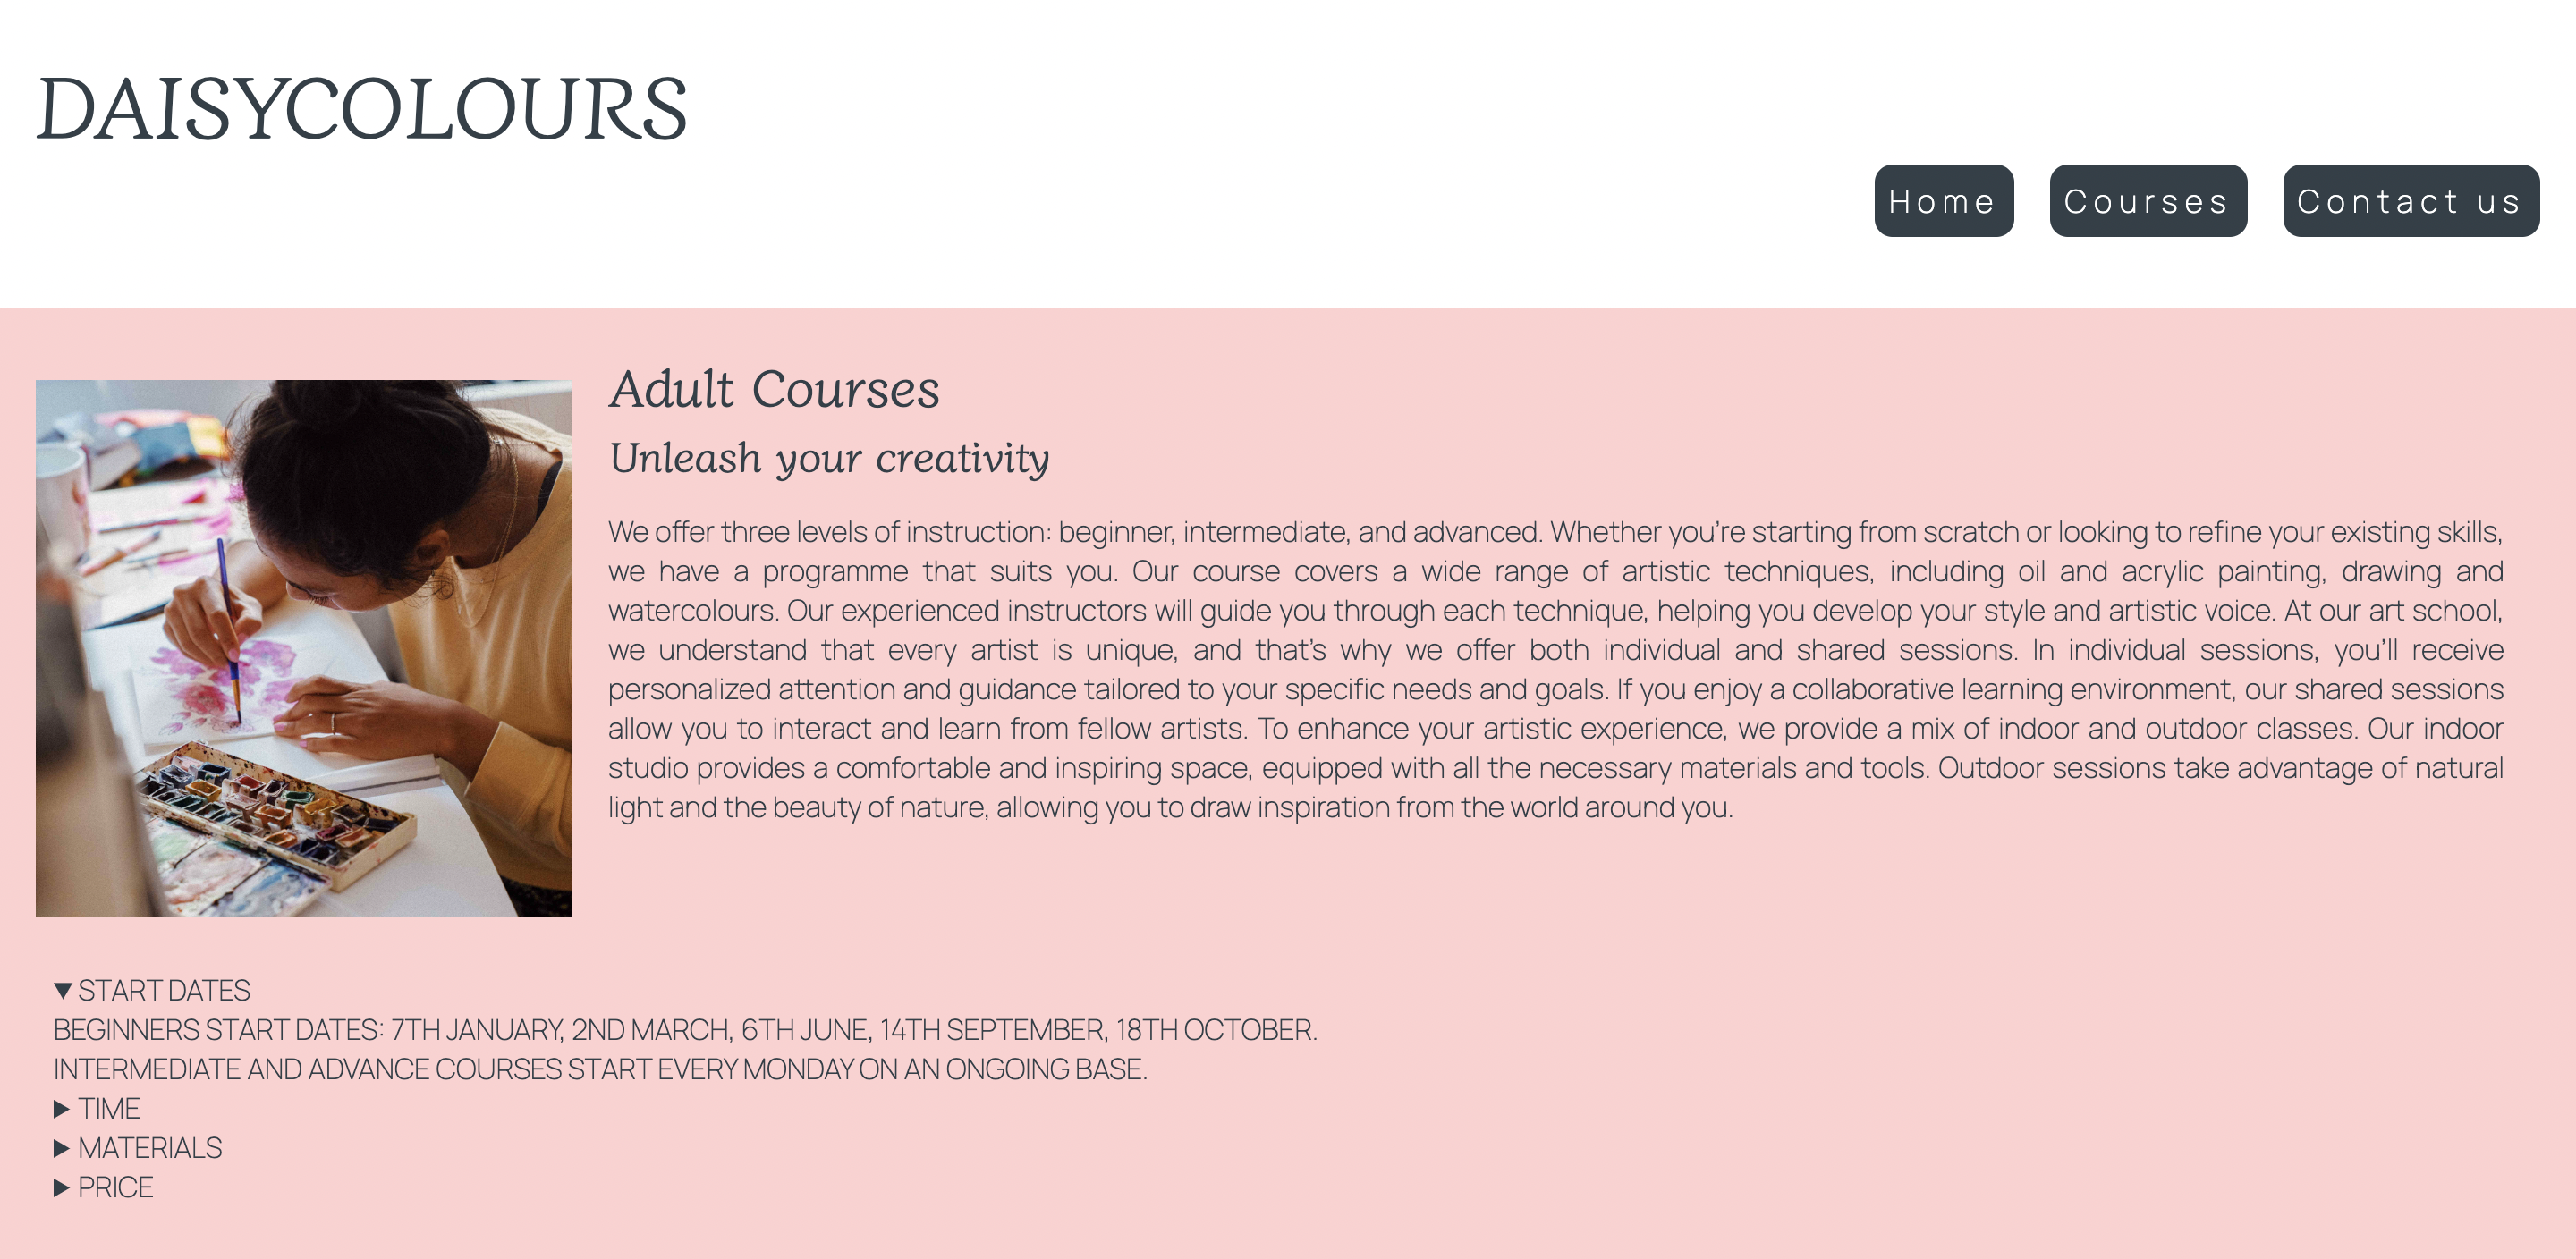 DAISYCOLOURS
Home
Courses
Contact us
Adult Courses
Unleash your creativity
We offer three levels of instruction: beginner, intermediate, and advanced. Whether you’re starting from scratch or looking to refine your existing skills,
we have a programme that suits you. Our course covers a wide range of artistic techniques, including oil and acrylic painting, drawing and
watercolours. Our experienced instructors will guide you through each technique, helping you develop your style and artistic voice. At our art school,
we understand that every artist is unique, and that’s why we offer both individual and shared sessions. In individual sessions, you’ll receive
personalized attention and guidance tailored to your specific needs and goals. If you enjoy a collaborative learning environment, our shared sessions
allow you to interact and learn from fellow artists. To enhance your artistic experience, we provide a mix of indoor and outdoor classes. Our indoor
studio provides a comfortable and inspiring space, equipped with all the necessary materials and tools. Outdoor sessions take advantage of natural
light and the beauty of nature, allowing you to draw inspiration from the world around you.
START DATES
BEGINNERS START DATES: 7TH JANUARY, 2ND MARCH, 6TH JUNE, 14TH SEPTEMBER, 18TH OCTOBER.
INTERMEDIATE AND ADVANCE COURSES START EVERY MONDAY ON AN ONGOING BASE.
TIME
MATERIALS
PRICE